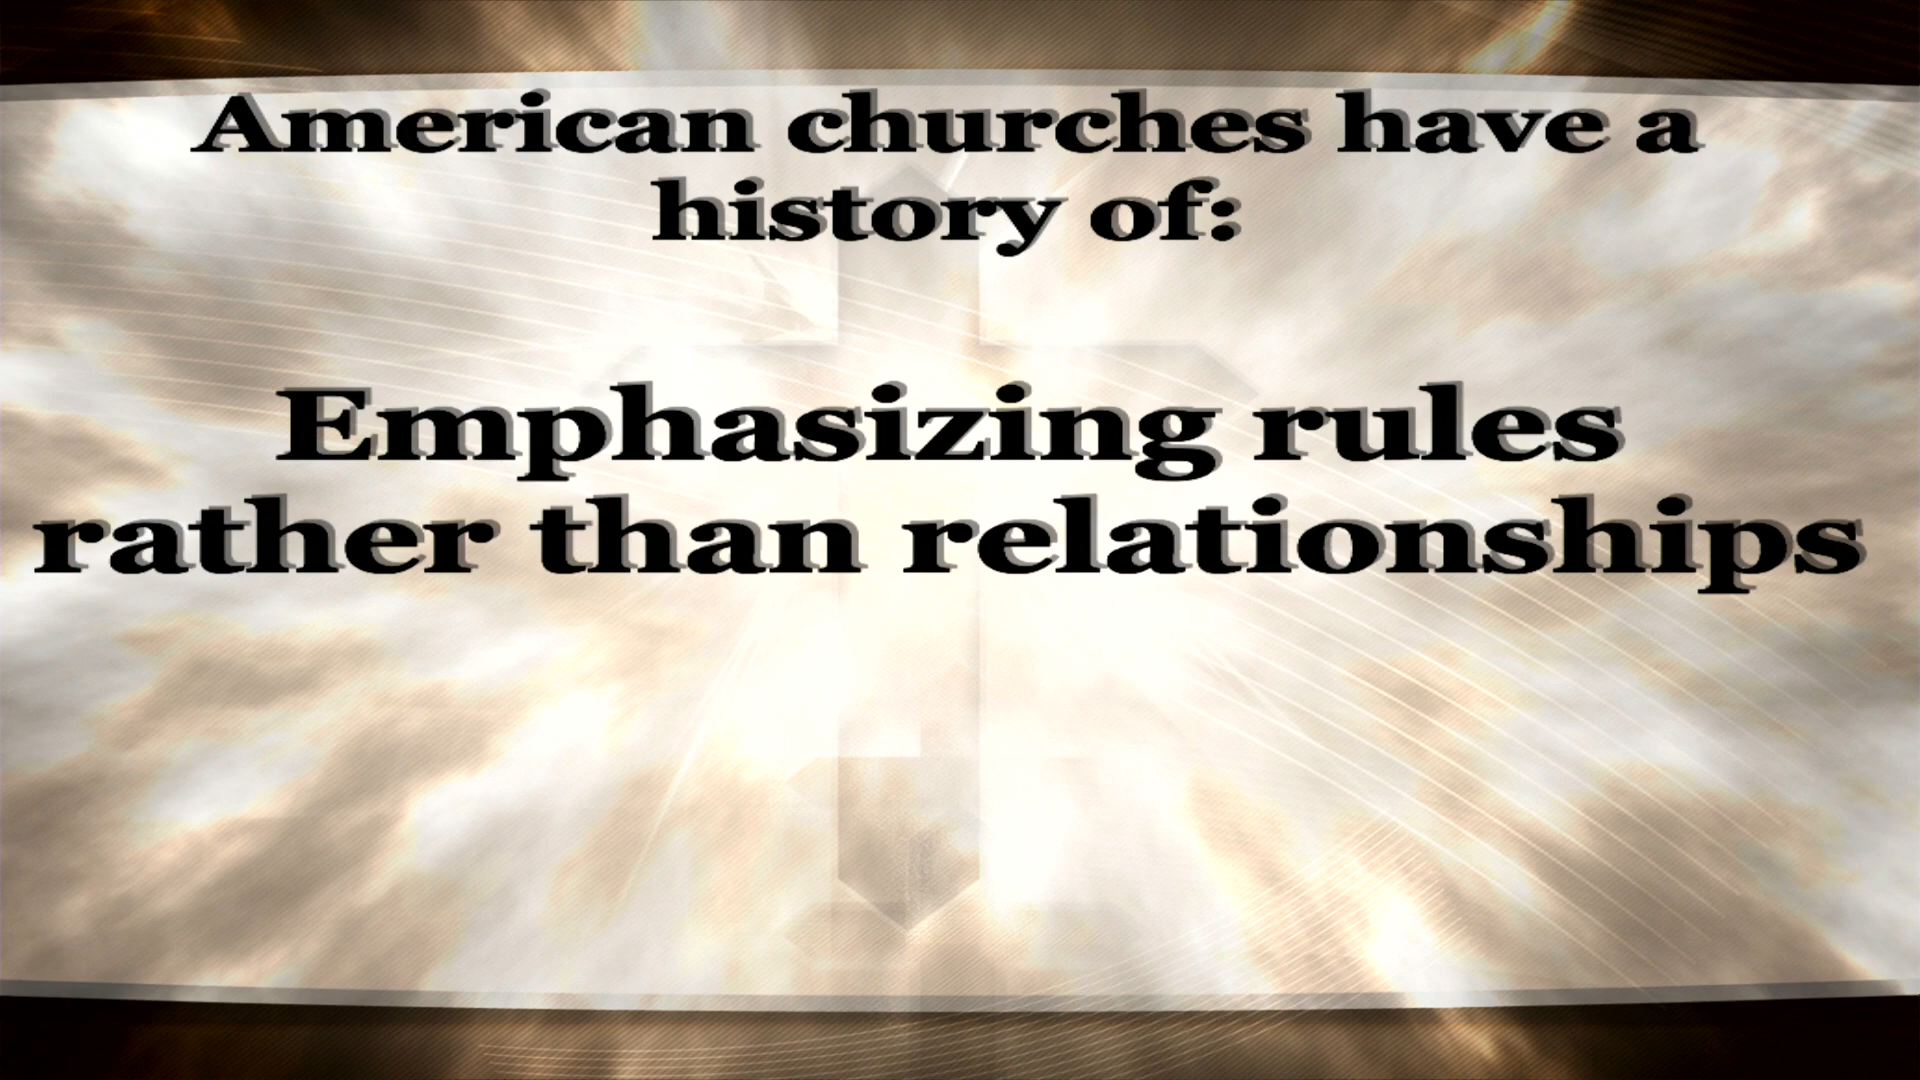 American churches have a
history of:
Emphasizing rules
rather than relationships